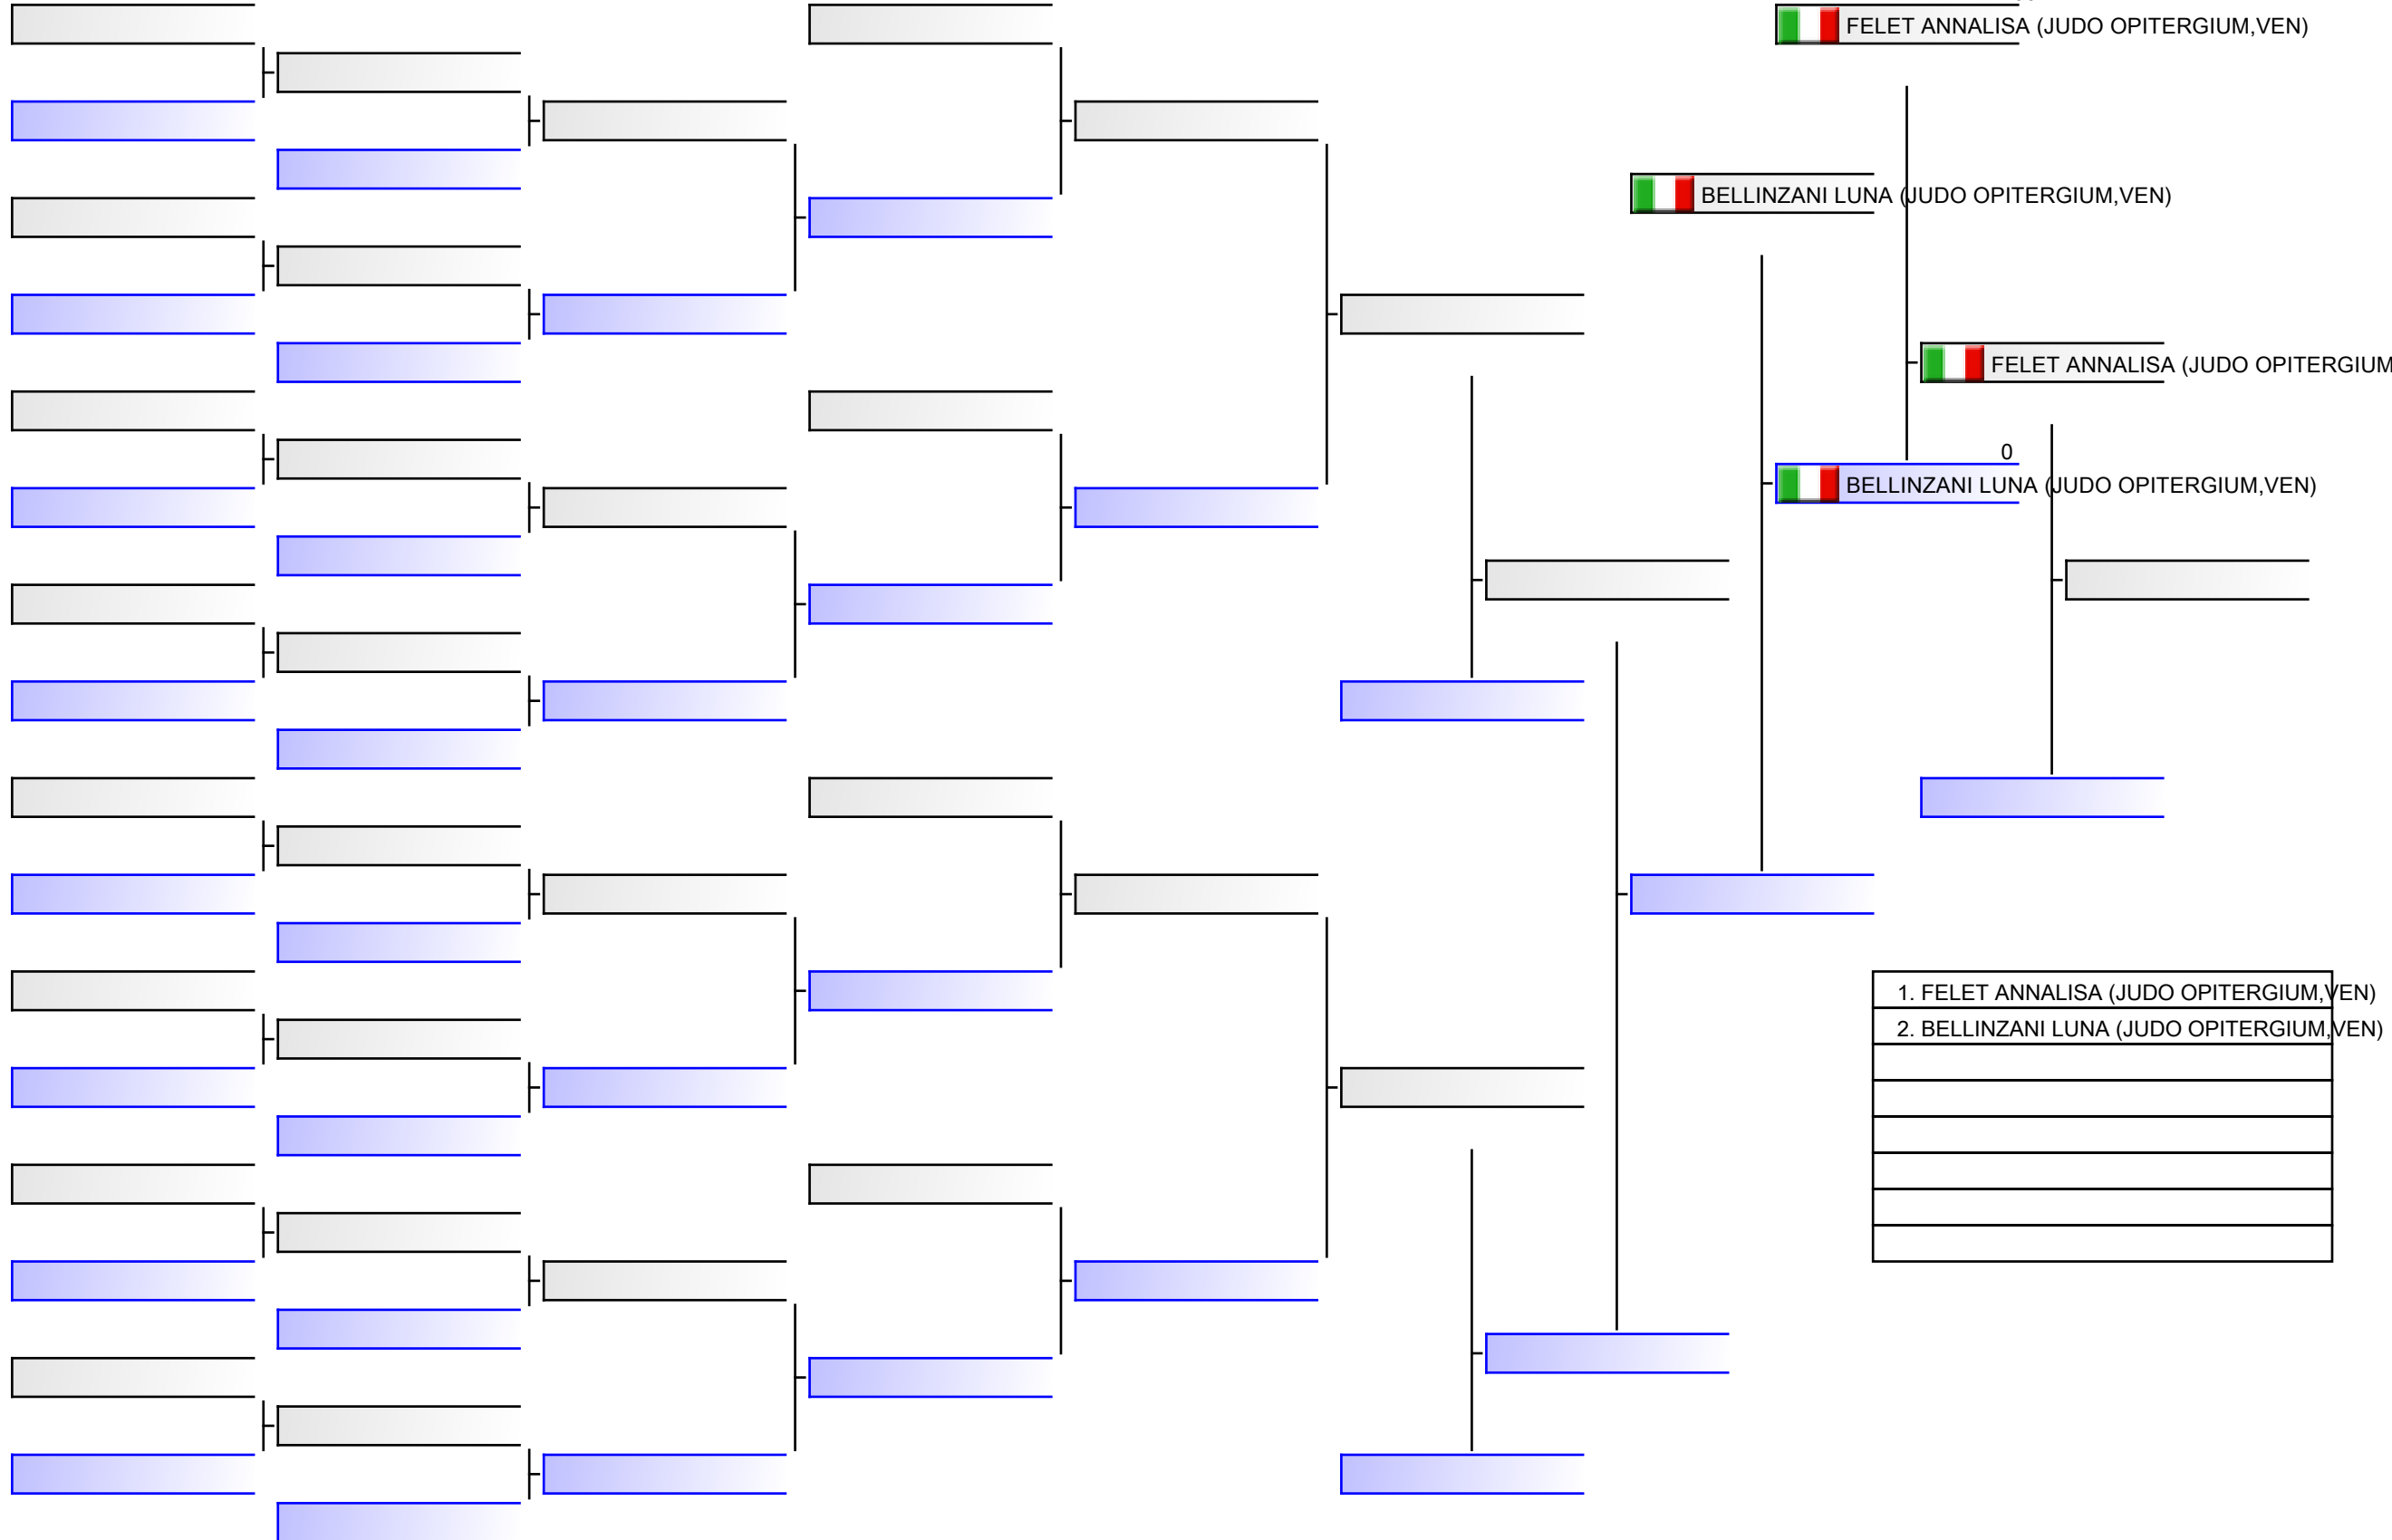 FELET ANNALISA (JUDO OPITERGIUM,VEN)
BELLINZANI LUNA (JUDO OPITERGIUM,VEN)
FELET ANNALISA (JUDO OPITERGIUM
0
BELLINZANI LUNA (JUDO OPITERGIUM,VEN)
1. FELET ANNALISA (JUDO OPITERGIUM,VEN)
2. BELLINZANI LUNA (JUDO OPITERGIUM,VEN)